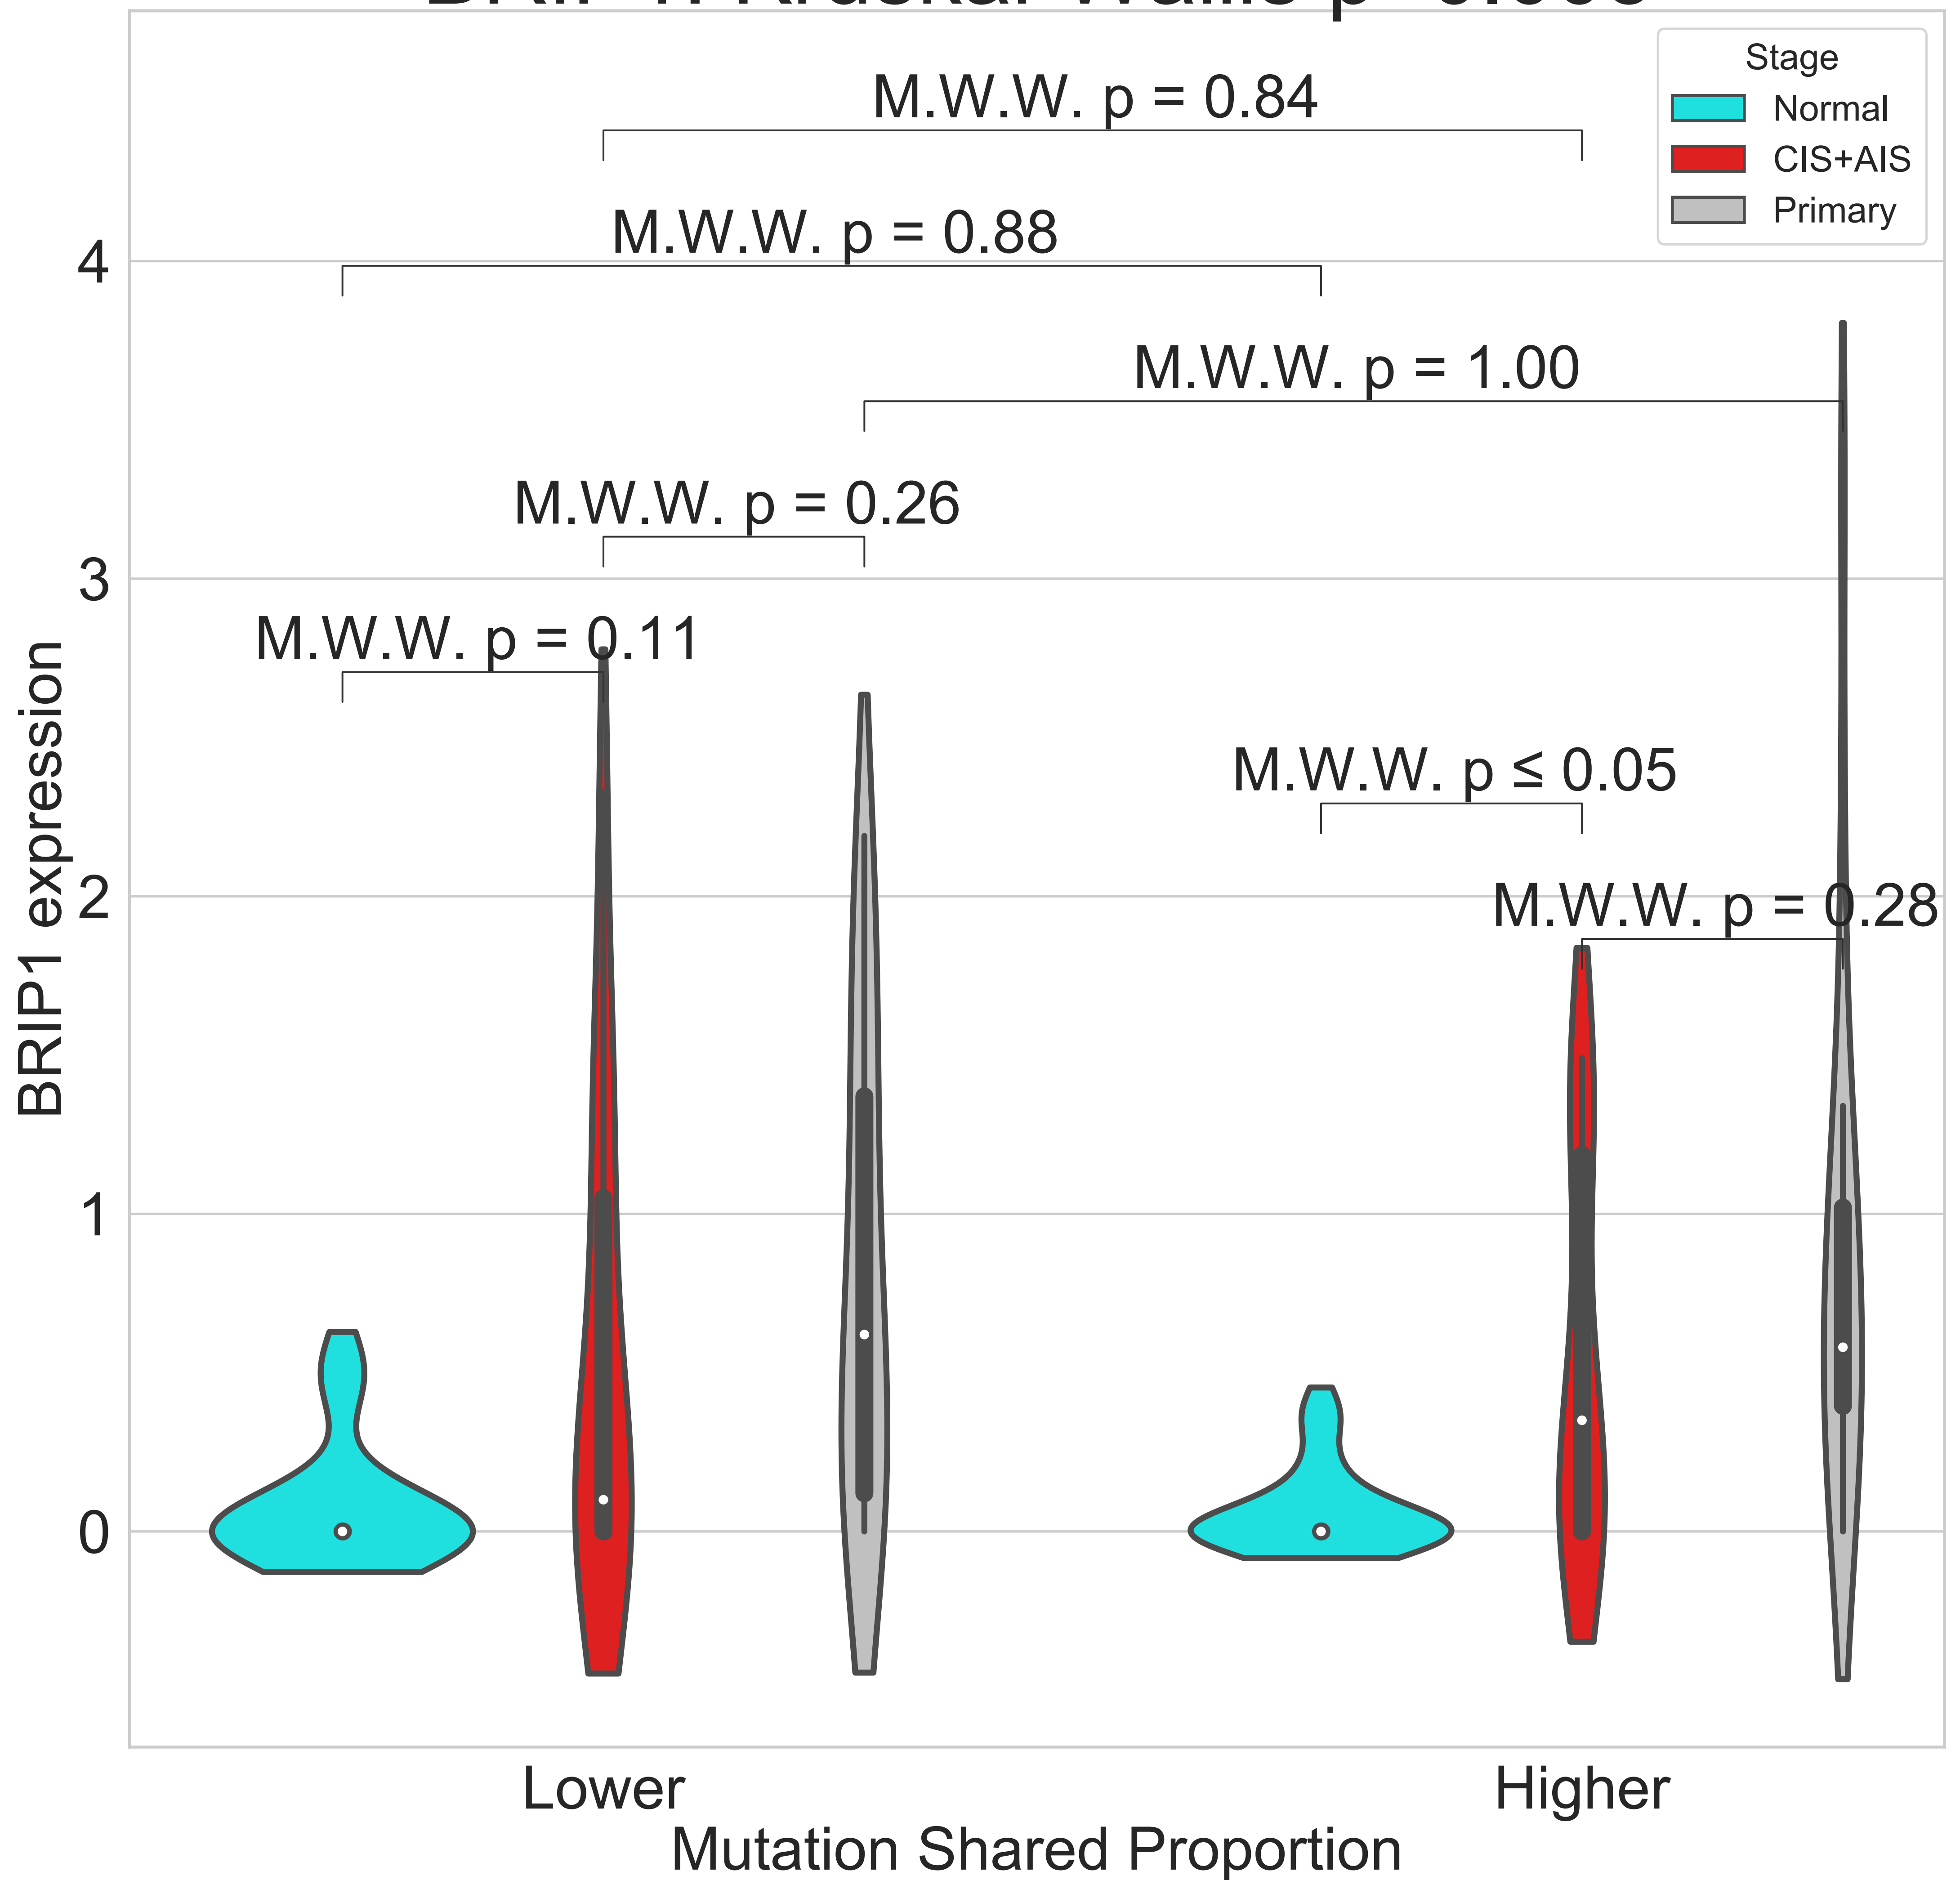 Stage
Normal
CIS+AIS
Primary
M.W.W. p = 0.84
M.W.W. p = 0.88
M.W.W. p = 1.00
M.W.W. p = 0.26
M.W.W. p = 0.11
M.W.W. p ≤ 0.05
M.W.W. p = 0.28
BRIP1 expression
4
3
2
1
0
Lower
Higher
Mutation Shared Proportion